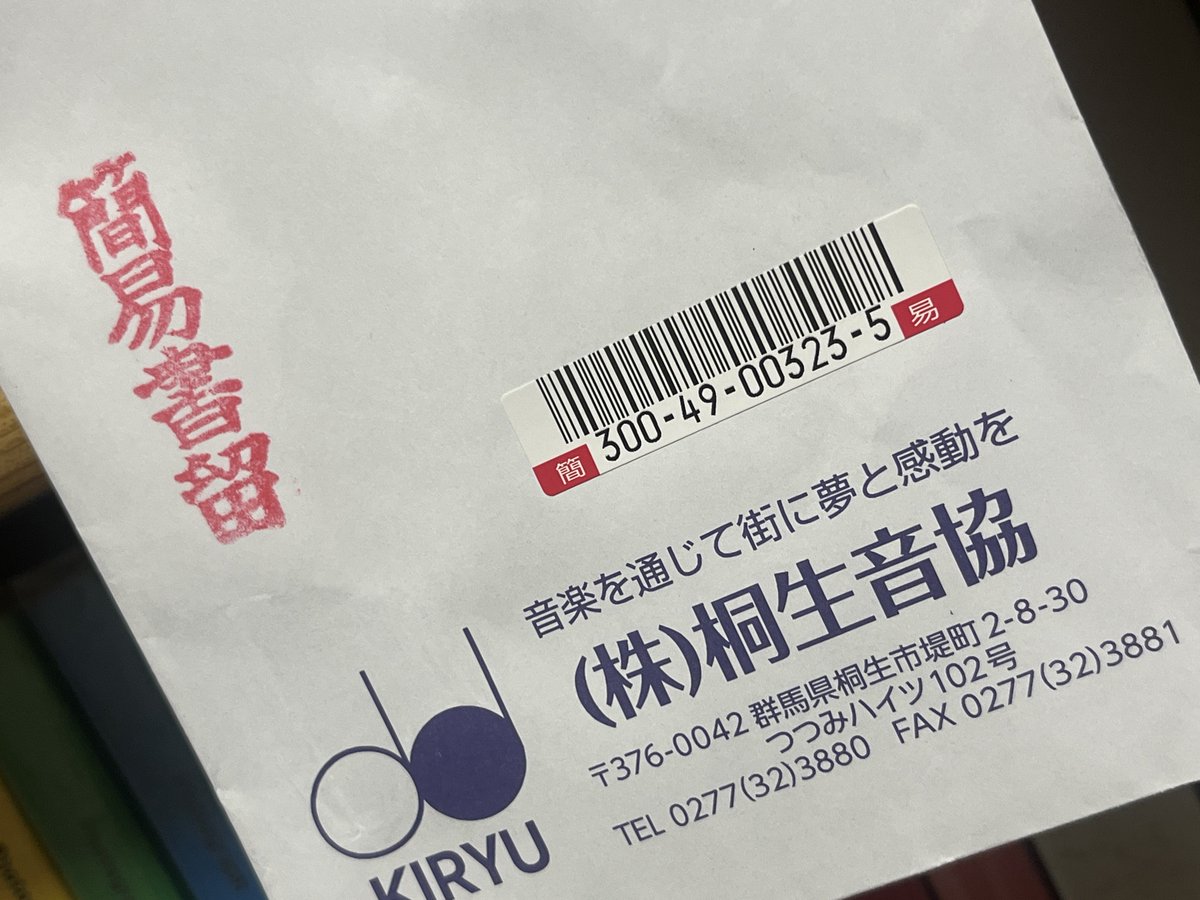 簡易書留
300-49-00323-5
簡 易
音楽を通じて街に夢と感動を
(株)桐生音協
〒376-0042 群馬県桐生市堤町 2-8-30
つつみハイツ102号
TEL 0277(32)3880 FAX 0277(32)3881
KIRYU